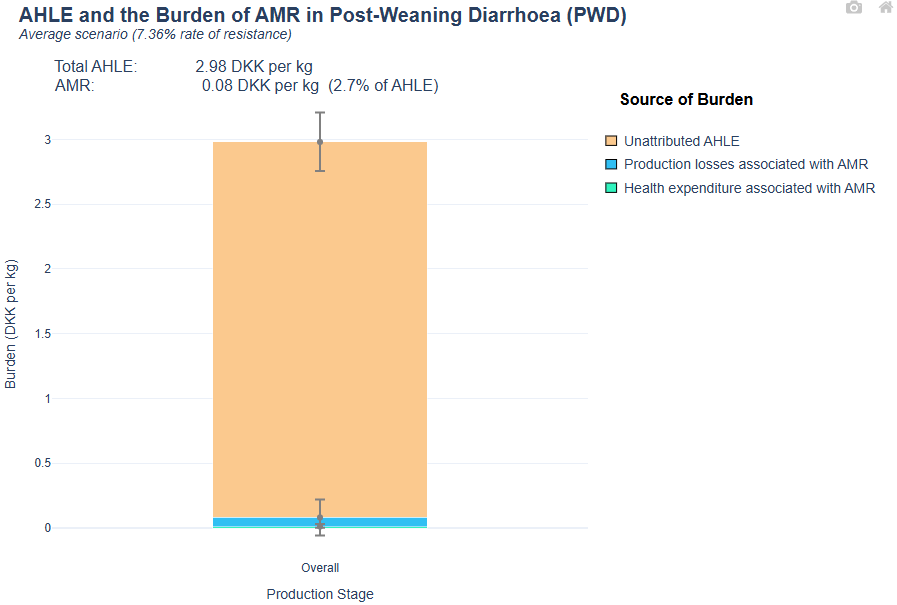 AHLE and the Burden of AMR in Post-Weaning Diarrhoea (PWD)
Average scenario (7.36% rate of resistance)
Total AHLE: 2.98 DKK per kg
AMR: 0.08 DKK per kg (2.7% of AHLE)
Source of Burden
Unattributed AHLE
Production losses associated with AMR
Health expenditure associated with AMR
3
2.5
2
1.5
1
0.5
0
Burden (DKK per kg)
Overall
Production Stage